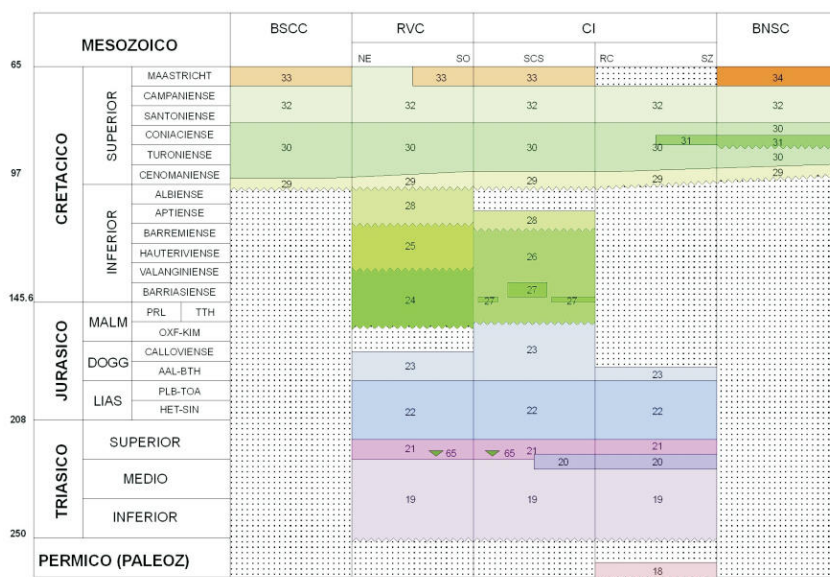 MESOZOICO BSCC RVC CI BNSC
NE SO SCS RC SZ
65
CRETACICO
SUPERIOR
MAASTRICHT 33 33 33 34
CAMPANIENSE 32 32 32 32 32
SANTONIENSE
CONIACIENSE 30
31 31
30 30 30 30
TURONIENSE 30
97
CENOMANIENSE 29 29 29 29 29
INFERIOR
ALBIENSE 28
APTIENSE 28
BARREMIENSE 25
HAUTERIVIENSE 26
VALANGINIENSE
BARRIASIENSE 24 27 27 27
145.6
JURASICO
MALM
PRL TTH
OXF-KIM
DOGG
CALLOVIENSE 23
AAL-BTH 23 23
LIAS
PLB-TOA
HET-SIN 22 22 22
208
TRIASICO
SUPERIOR 21 65 65 21 21
20 20
MEDIO 19 19 19
INFERIOR
250
PERMICO (PALEOZ) 18